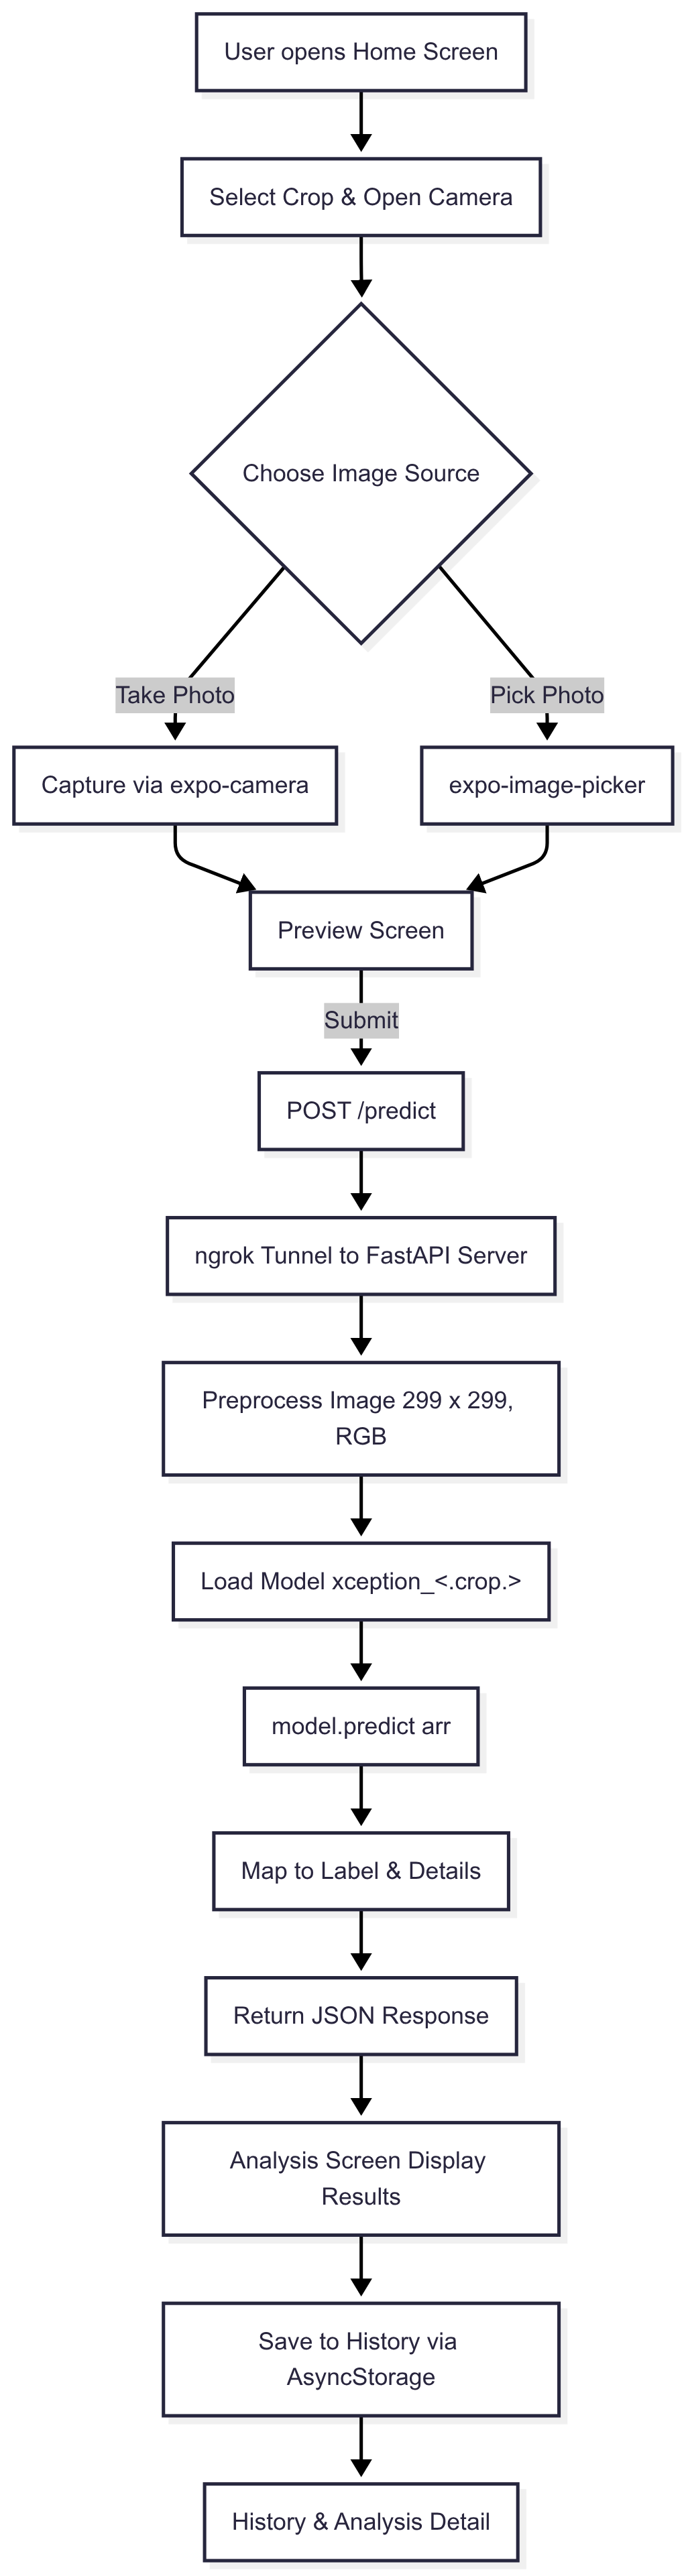 User opens Home Screen
Select Crop & Open Camera
Choose Image Source
Take Photo
Pick Photo
Capture via expo-camera
expo-image-picker
Preview Screen
Submit
POST /predict
ngrok Tunnel to FastAPI Server
Preprocess Image 299 x 299,
RGB
Load Model xception_<.crop.>
model.predict arr
Map to Label & Details
Return JSON Response
Analysis Screen Display
Results
Save to History via
AsyncStorage
History & Analysis Detail